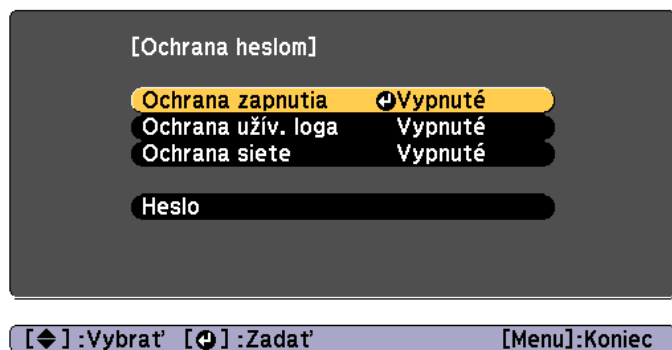 [Ochrana heslom]
Ochrana zapnutia Vypnuté
Ochrana užív. loga Vypnuté
Ochrana siete Vypnuté
Heslo
[ ] :Vybrať [ ] :Zadať [Menu]:Koniec